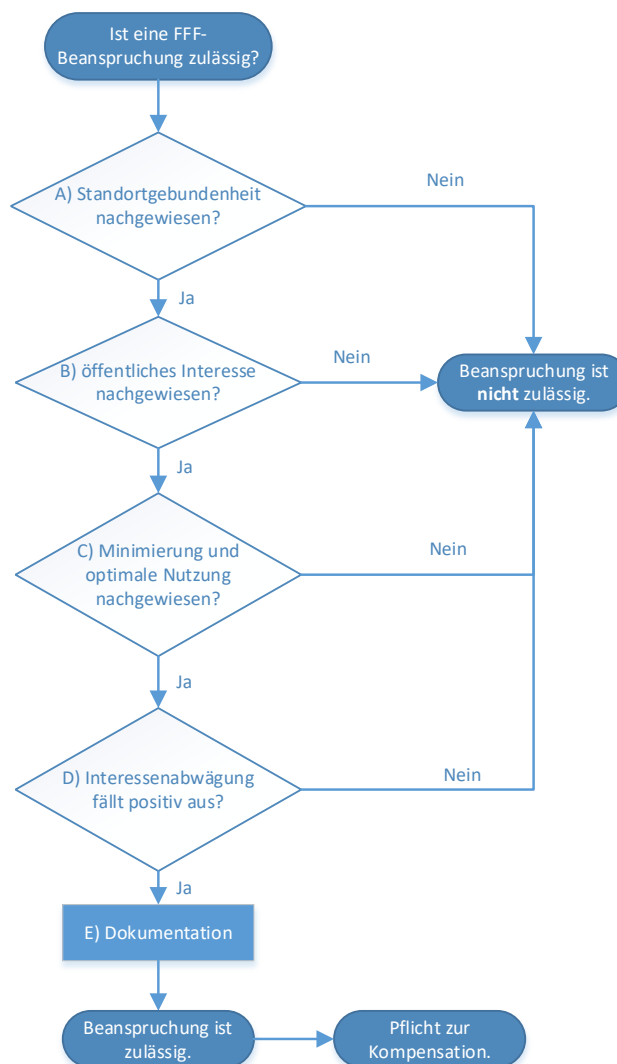 Ist eine FFF-
Beanspruchung zulässig?
A) Standortgebundenheit
nachgewiesen?
Nein
Ja
B) öffentliches Interesse
nachgewiesen?
Nein
Beanspruchung ist
nicht zulässig.
Ja
C) Minimierung und
optimale Nutzung
nachgewiesen?
Nein
Ja
D) Interessenabwägung
fällt positiv aus?
Nein
Ja
E) Dokumentation
Beanspruchung ist
zulässig.
Pflicht zur
Kompensation.